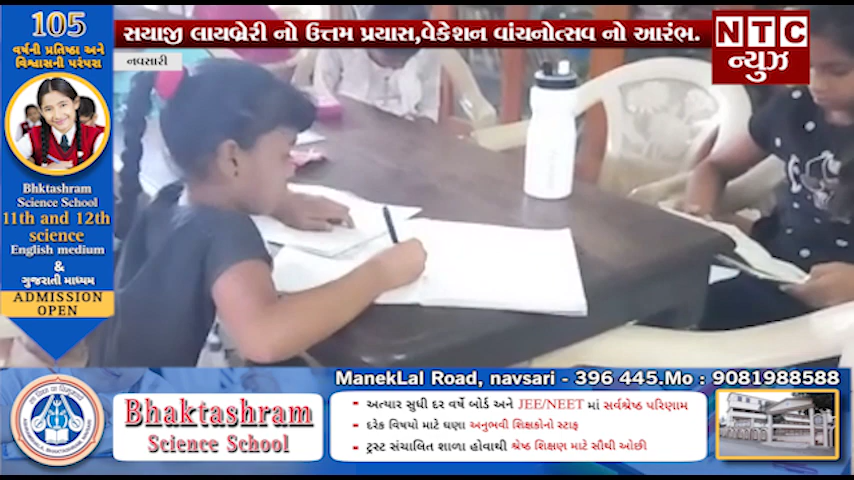 105
વર્ષની પ્રતિષ્ઠા અને
વિશ્વાસની પરંપરા
Bhktashram
Science School
11th and 12th
science
English medium
&
ગુજરાતી માધ્યમ
ADMISSION
OPEN
સયાજી લાયબ્રેરી નો ઉત્તમ પ્રયાસ,વેકેશન વાંચનોત્સવ નો આરંભ.
નવસારી
NTC
ન્યુઝ
ManekLal Road, navsari - 396 445.Mo : 9081988588
Bhaktashram
Science School
- અત્યાર સુધી દર વર્ષે બોર્ડ અને JEE/NEET માં સર્વશ્રેષ્ઠ પરિણામ
- દરેક વિષયો માટે ઘણા અનુભવી શિક્ષકોનો સ્ટાફ
- ટ્રસ્ટ સંચાલિત શાળા હોવાથી શ્રેષ્ઠ શિક્ષણ માટે સૌથી ઓછી